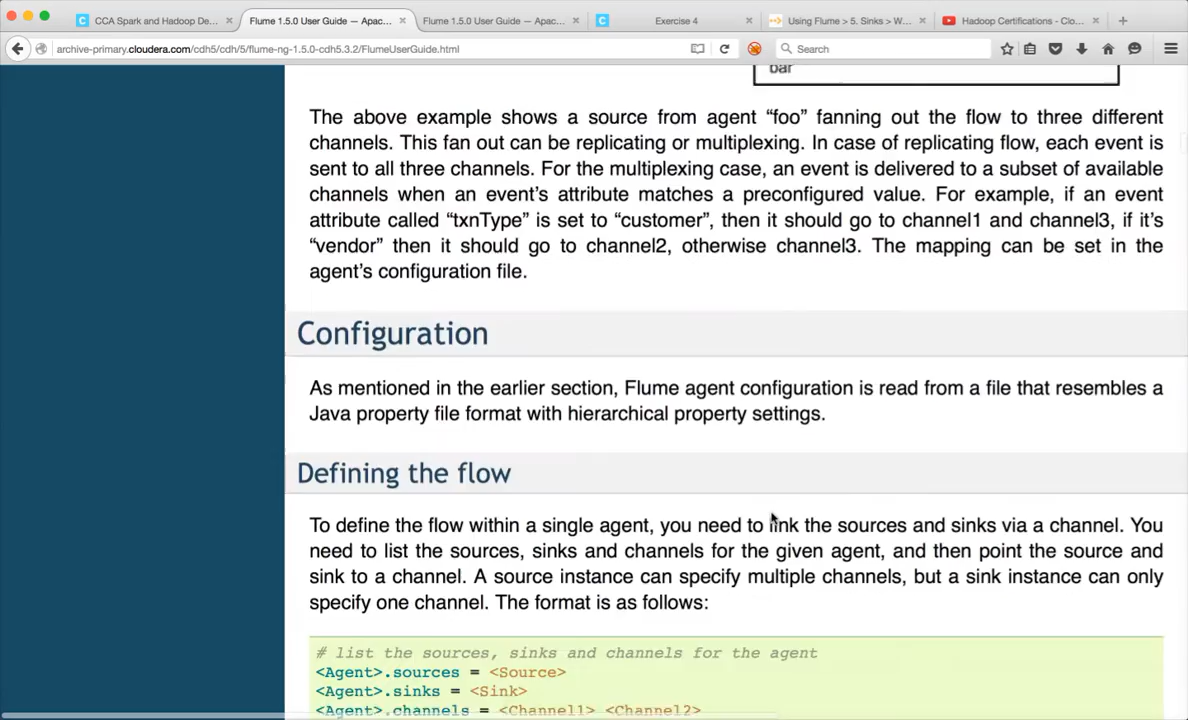 CCA Spark and Hadoop De...
Flume 1.5.0 User Guide — Apac...
Flume 1.5.0 User Guide — Apac...
Exercise 4
Using Flume > 5. Sinks > W...
Hadoop Certifications - Clo...
archive-primary.cloudera.com/cdh5/cdh/5/flume-ng-1.5.0-cdh5.3.2/FlumeUserGuide.html
Search
bar
The above example shows a source from agent “foo” fanning out the flow to three different
channels. This fan out can be replicating or multiplexing. In case of replicating flow, each event is
sent to all three channels. For the multiplexing case, an event is delivered to a subset of available
channels when an event’s attribute matches a preconfigured value. For example, if an event
attribute called “txnType” is set to “customer”, then it should go to channel1 and channel3, if it’s
“vendor” then it should go to channel2, otherwise channel3. The mapping can be set in the
agent’s configuration file.
Configuration
As mentioned in the earlier section, Flume agent configuration is read from a file that resembles a
Java property file format with hierarchical property settings.
Defining the flow
To define the flow within a single agent, you need to link the sources and sinks via a channel. You
need to list the sources, sinks and channels for the given agent, and then point the source and
sink to a channel. A source instance can specify multiple channels, but a sink instance can only
specify one channel. The format is as follows:
# list the sources, sinks and channels for the agent
<Agent>.sources = <Source>
<Agent>.sinks = <Sink>
<Agent>.channels = <Channel1> <Channel2>